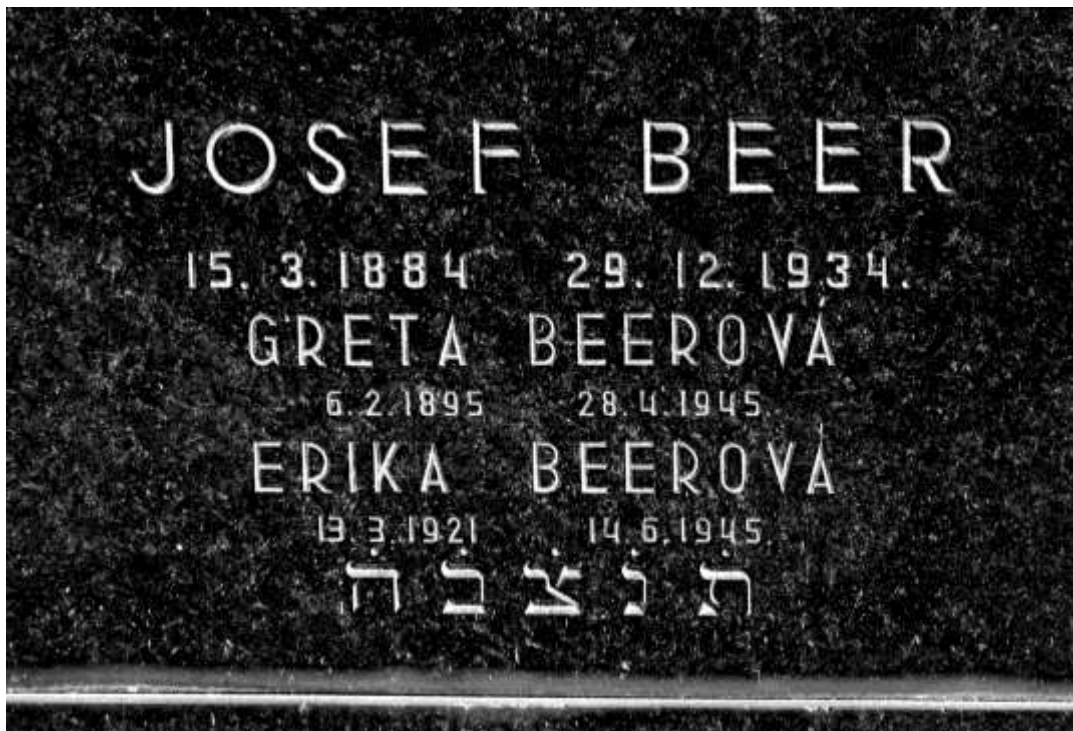 JOSEF BEER
15. 3. 1884 29. 12. 1934.
GRETA BEEROVÁ
6. 2. 1895 28. 4. 1945.
ERIKA BEEROVÁ
13. 3. 1921 14. 6. 1945.
ת נ צ ב ה